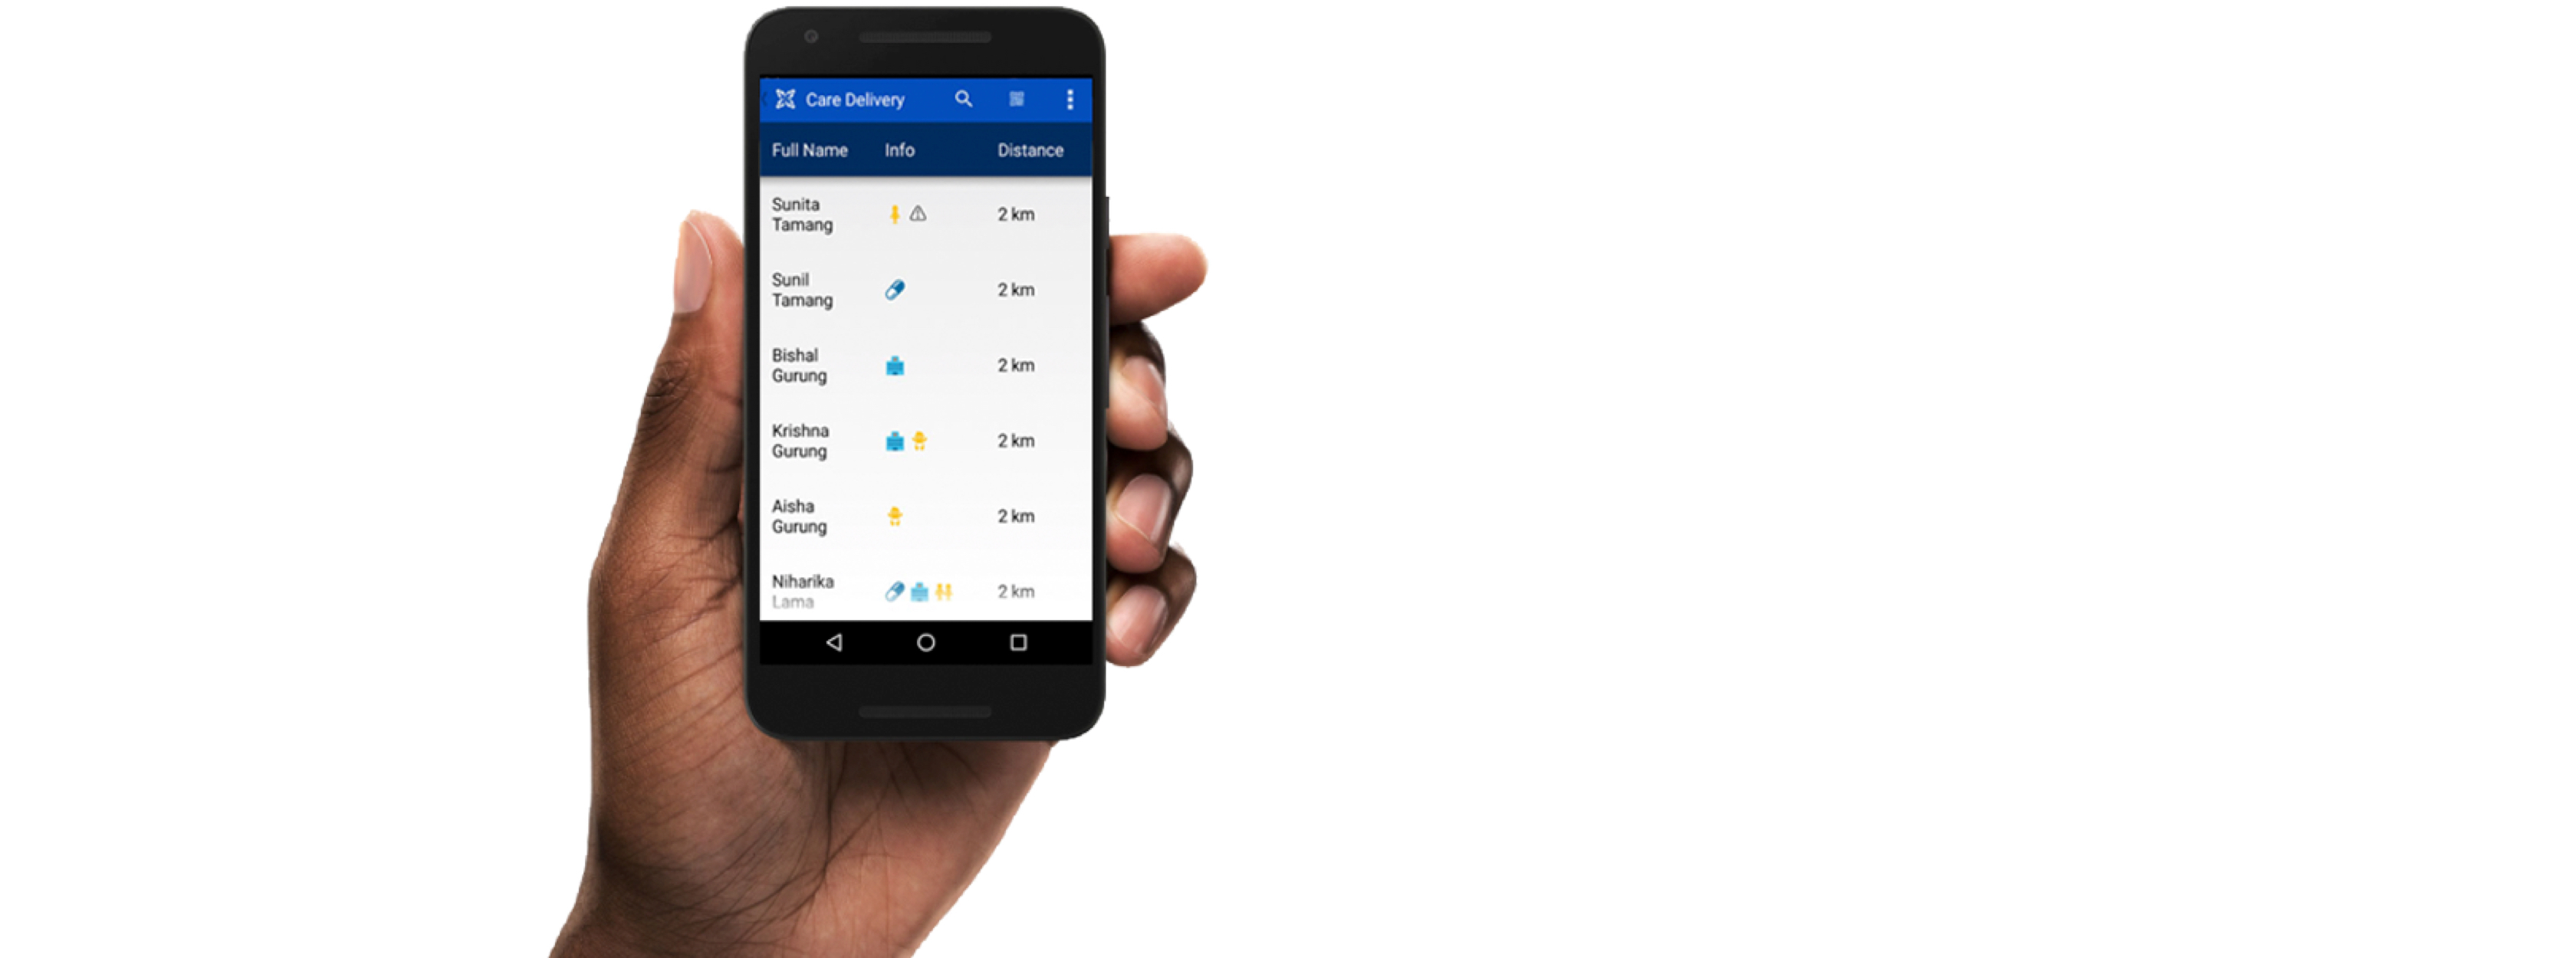 Care Delivery
Full Name Info Distance
Sunita
Tamang
2 km
Sunil
Tamang
2 km
Bishal
Gurung
2 km
Krishna
Gurung
2 km
Aisha
Gurung
2 km
Niharika
Lama
2 km